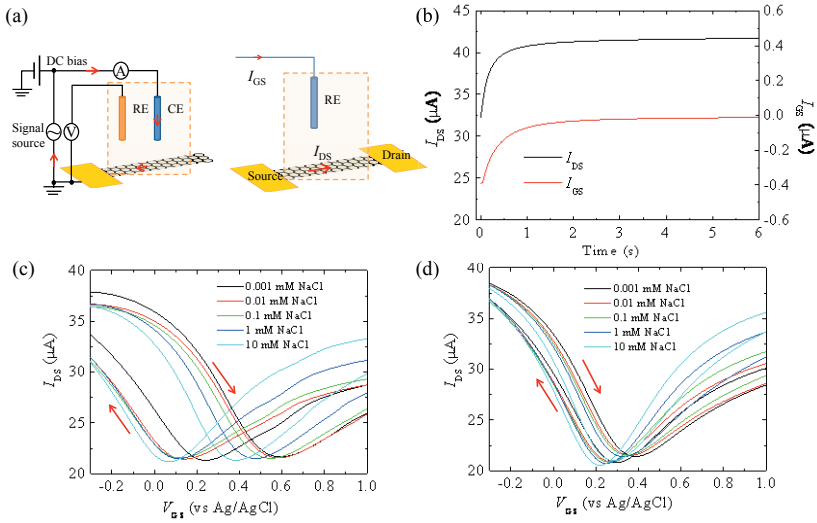 (a)
DC bias
A
RE
CE
Signal
source
V
I_GS
RE
I_DS
Source
Drain
(b)
45
40
35
30
25
20
I_DS (μA)
0.6
0.4
0.2
0.0
-0.2
-0.4
-0.6
I_GS (μA)
I_DS
I_GS
0 1 2 3 4 5 6
Time (s)
(c)
40
35
30
25
20
I_DS (μA)
0.001 mM NaCl
0.01 mM NaCl
0.1 mM NaCl
1 mM NaCl
10 mM NaCl
-0.2 0.0 0.2 0.4 0.6 0.8 1.0
V_GS (vs Ag/AgCl)
(d)
40
35
30
25
20
I_DS (μA)
0.001 mM NaCl
0.01 mM NaCl
0.1 mM NaCl
1 mM NaCl
10 mM NaCl
-0.2 0.0 0.2 0.4 0.6 0.8 1.0
V_GS (vs Ag/AgCl)